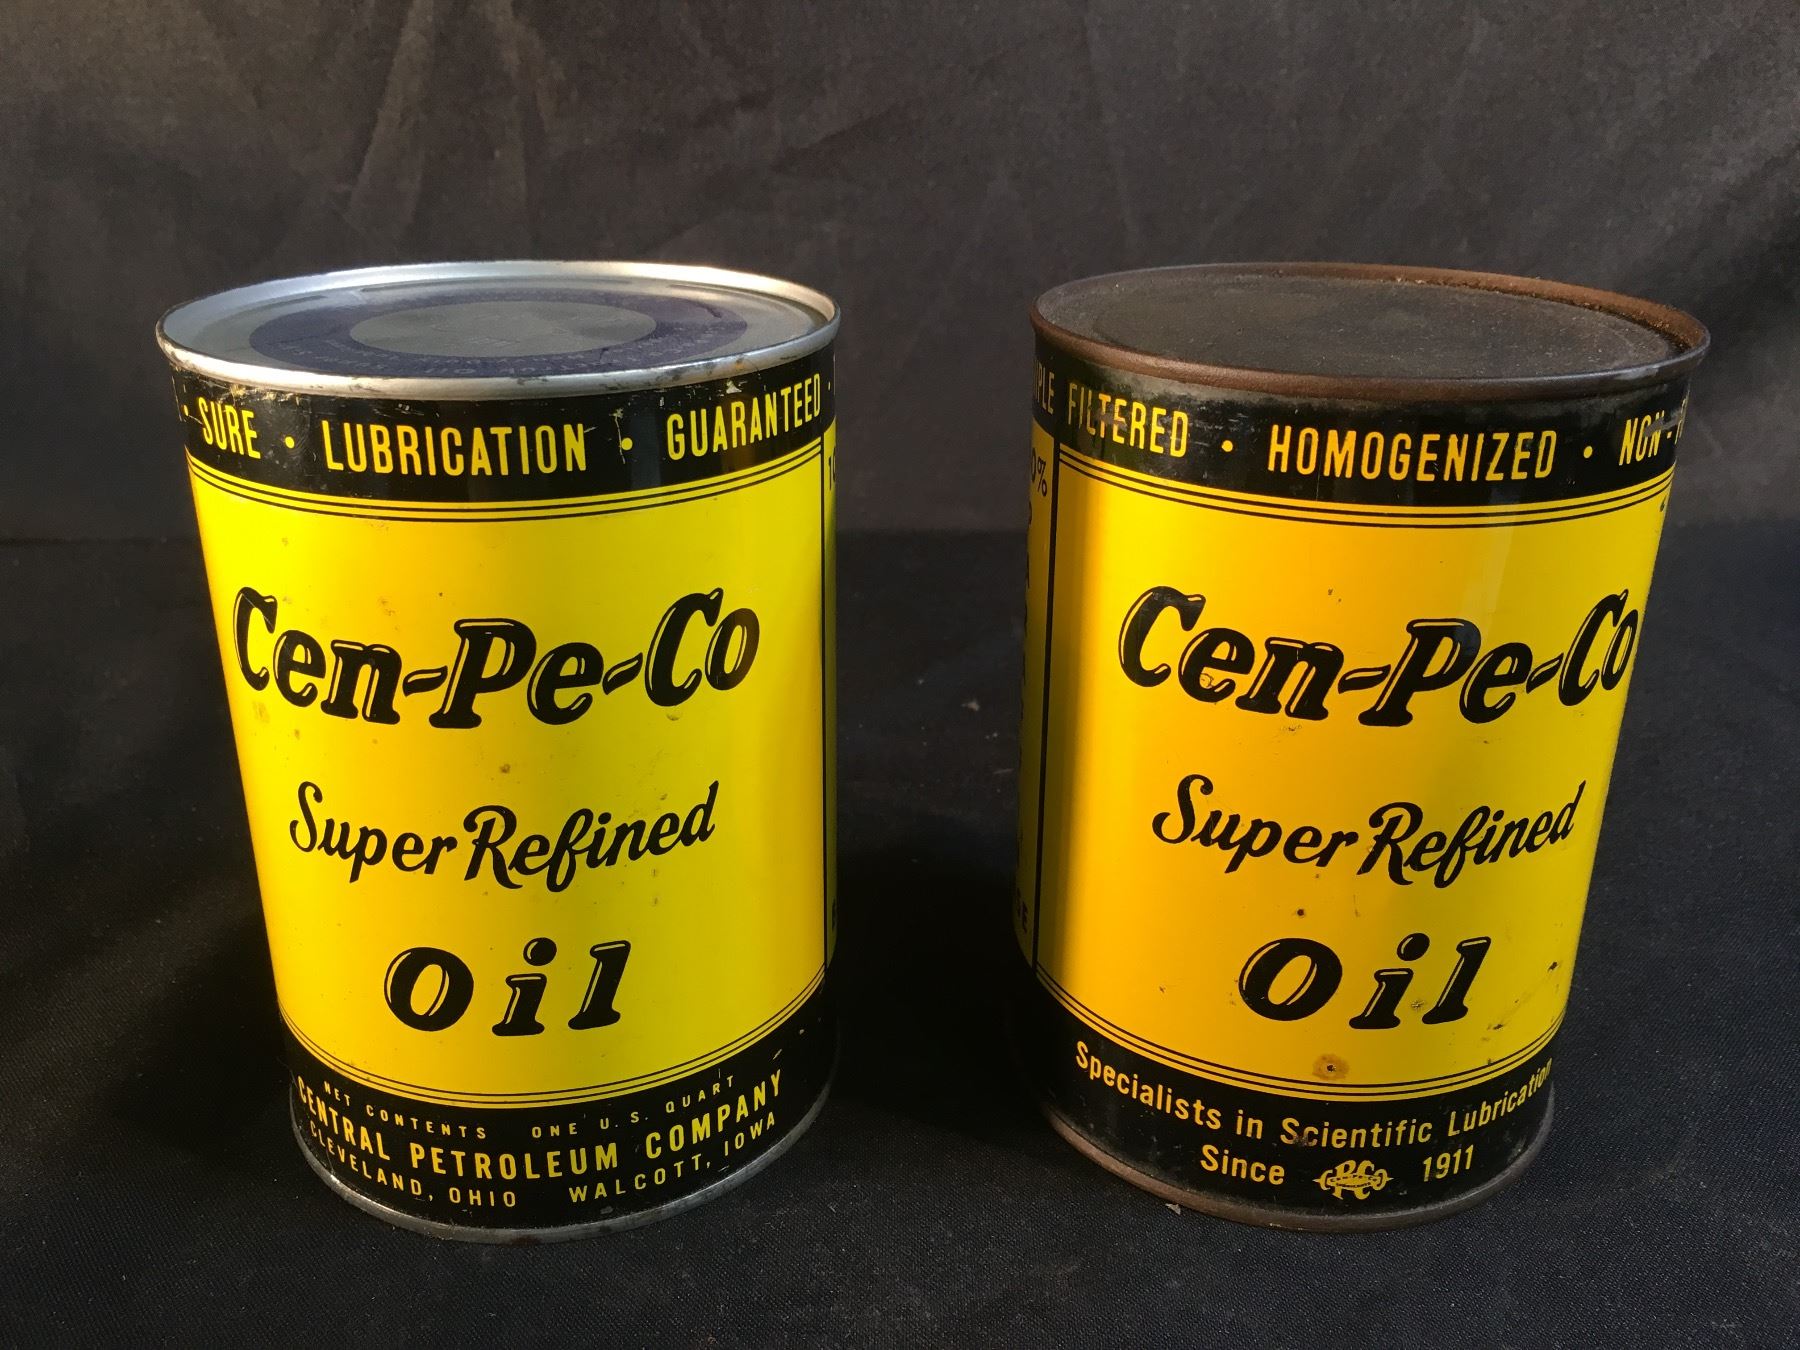 · SURE · LUBRICATION · GUARANTEED ·
Cen-Pe-Co
Super Refined
Oil
NET CONTENTS ONE U.S. QUART
CENTRAL PETROLEUM COMPANY
CLEVELAND, OHIO WALCOTT, IOWA
FILTERED · HOMOGENIZED · NON-
Cen-Pe-Co
Super Refined
Oil
Specialists in Scientific Lubrication
Since 1911